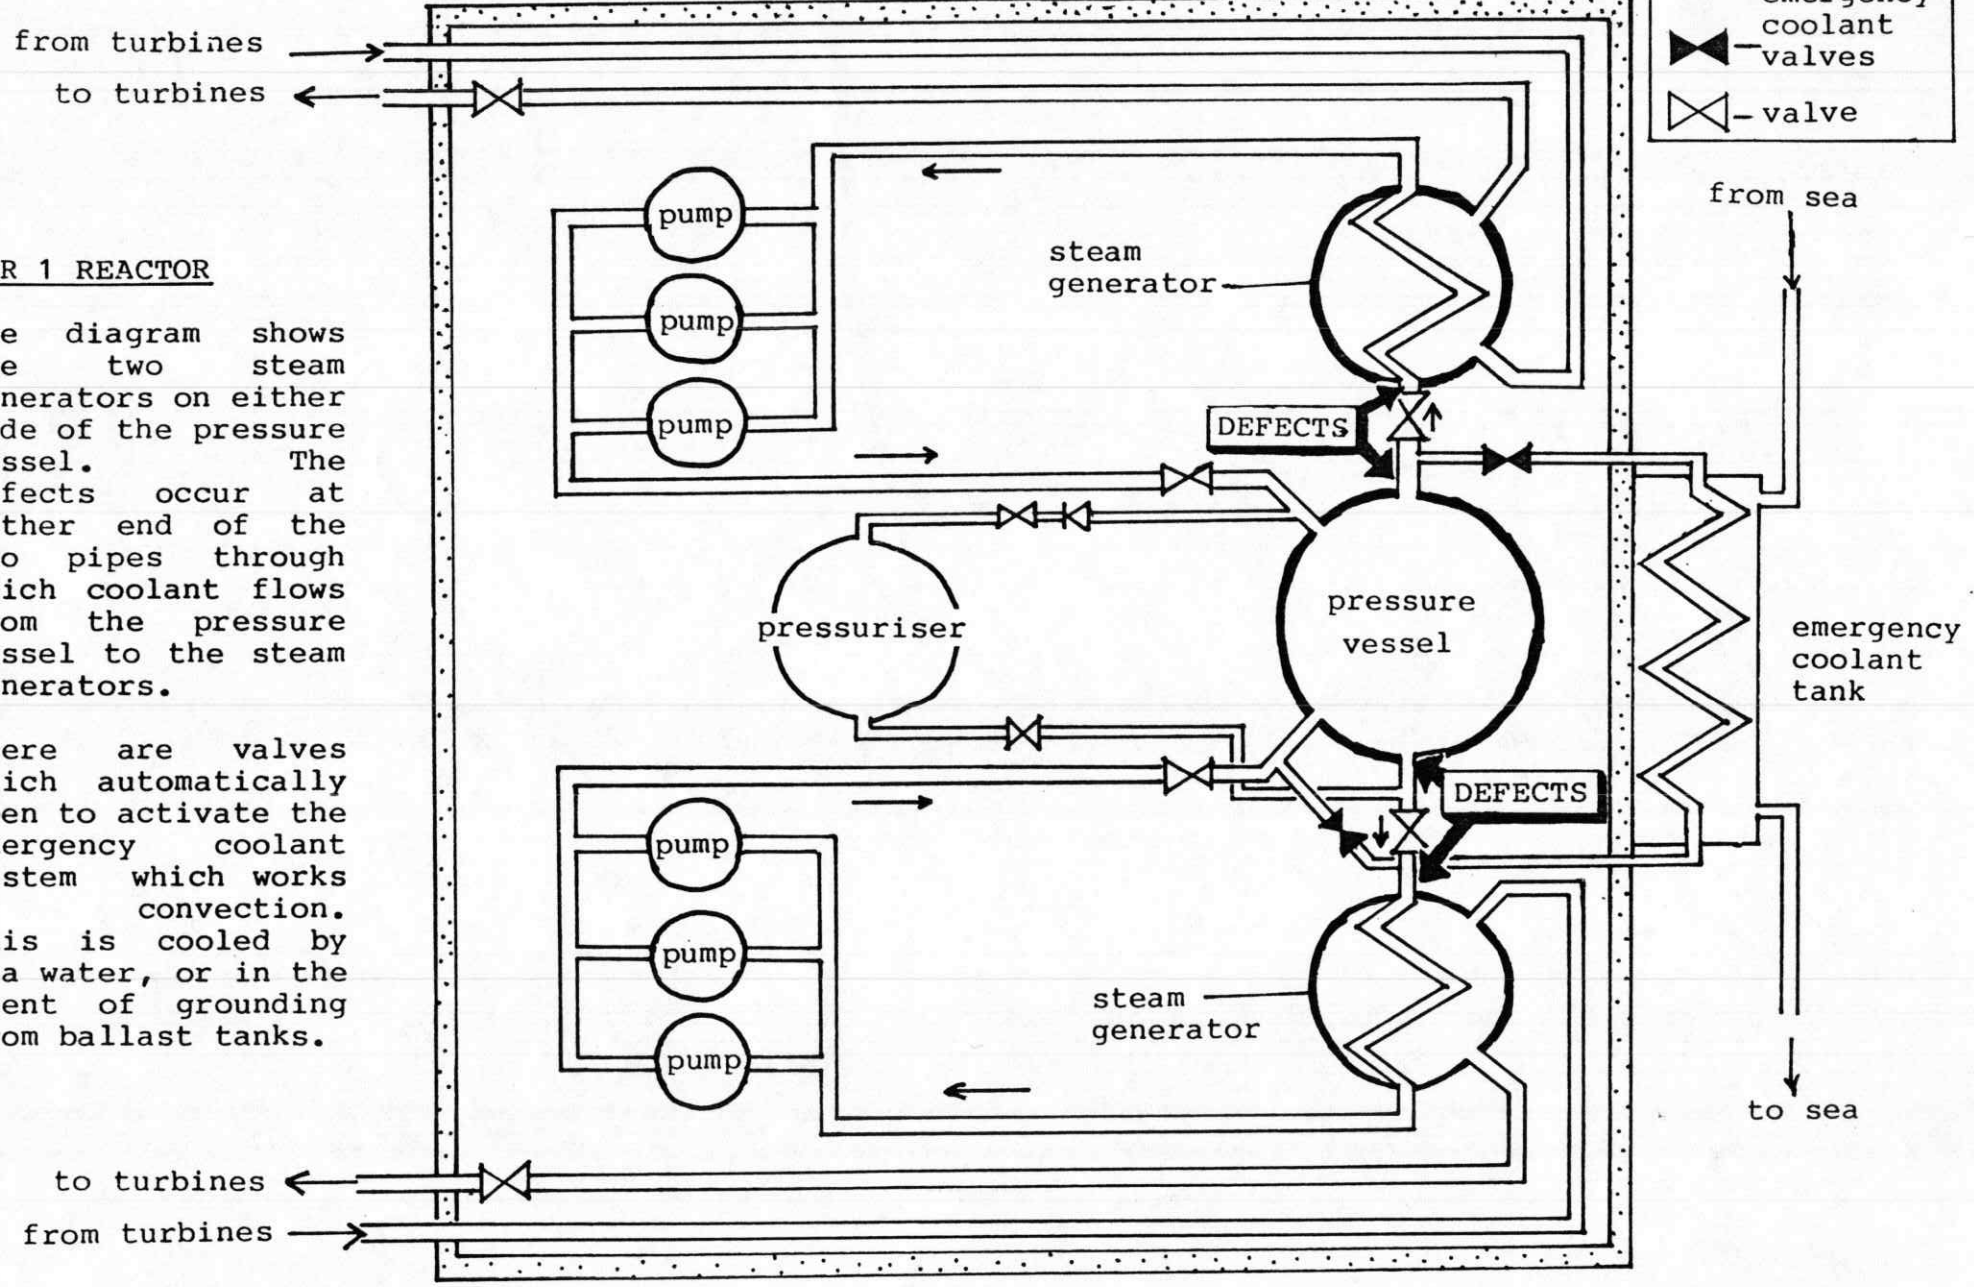 from turbines
to turbines
emergency
coolant
valves
valve
from sea
pump
pump
pump
steam
generator
R 1 REACTOR
e diagram shows
e two steam
nerators on either
de of the pressure
ssel. The
fects occur at
ther end of the
o pipes through
ich coolant flows
om the pressure
ssel to the steam
nerators.
ere are valves
ich automatically
en to activate the
ergency coolant
stem which works
convection.
is is cooled by
a water, or in the
ent of grounding
om ballast tanks.
DEFECTS
pressuriser
pressure
vessel
emergency
coolant
tank
DEFECTS
pump
pump
pump
steam
generator
to sea
to turbines
from turbines